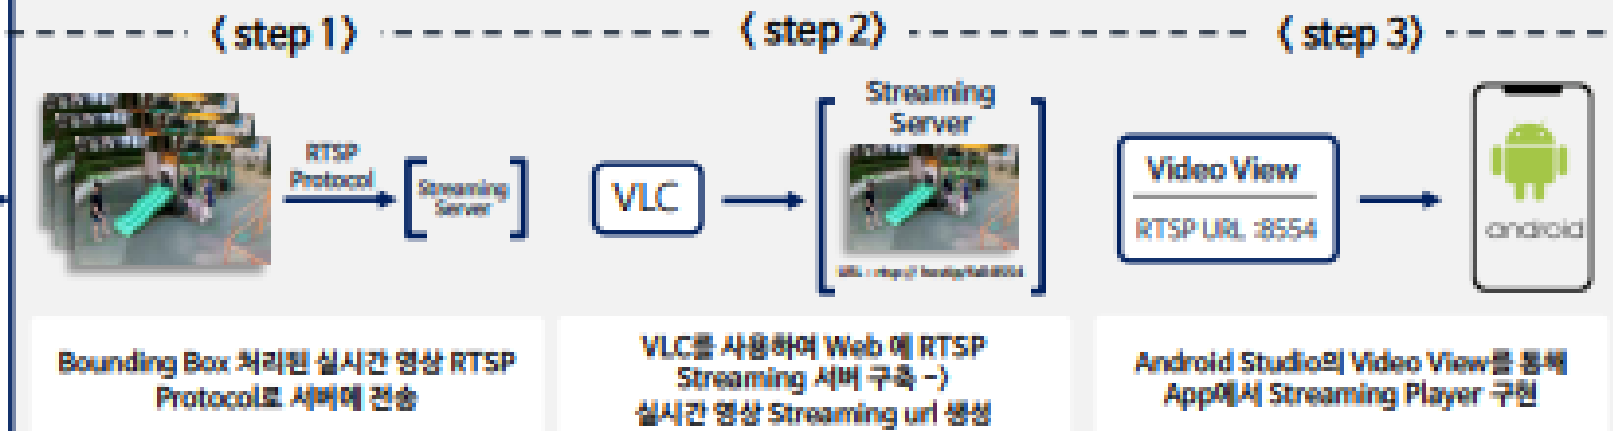 ⟨ step 1⟩
⟨ step 2⟩
⟨ step 3⟩
RTSP
Protocol
Streaming
Server
VLC
Streaming
Server
Video View
RTSP URL :8554
android
Bounding Box 처리된 실시간 영상 RTSP
Protocol로 서버에 전송
VLC를 사용하여 Web 에 RTSP
Streaming 서버 구축 -⟩
실시간 영상 Streaming url 생성
Android Studio의 Video View를 통해
App에서 Streaming Player 구현